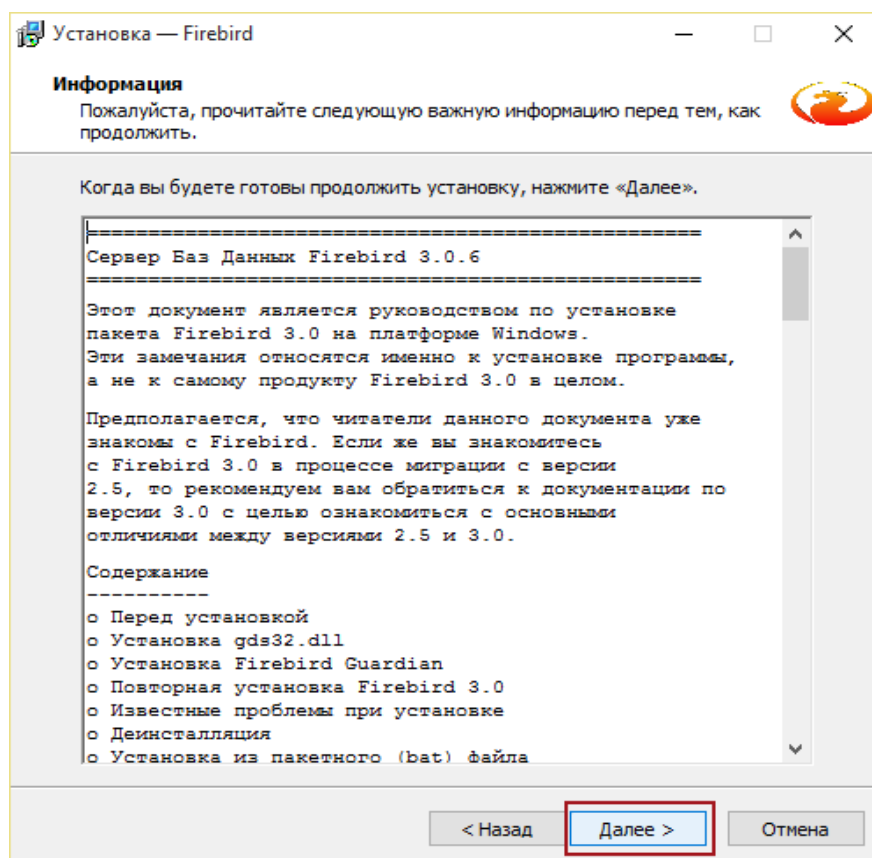 Установка — Firebird
Информация
Пожалуйста, прочитайте следующую важную информацию перед тем, как
продолжить.
Когда вы будете готовы продолжить установку, нажмите «Далее».
==================================================
Сервер Баз Данных Firebird 3.0.6
==================================================
Этот документ является руководством по установке
пакета Firebird 3.0 на платформе Windows.
Эти замечания относятся именно к установке программы,
а не к самому продукту Firebird 3.0 в целом.
Предполагается, что читатели данного документа уже
знакомы с Firebird. Если же вы знакомитесь
с Firebird 3.0 в процессе миграции с версии
2.5, то рекомендуем вам обратиться к документации по
версии 3.0 с целью ознакомиться с основными
отличиями между версиями 2.5 и 3.0.
Содержание
----------
o Перед установкой
o Установка gds32.dll
o Установка Firebird Guardian
o Повторная установка Firebird 3.0
o Известные проблемы при установке
o Деинсталляция
o Установка из пакетного (bat) файла
< Назад
Далее >
Отмена